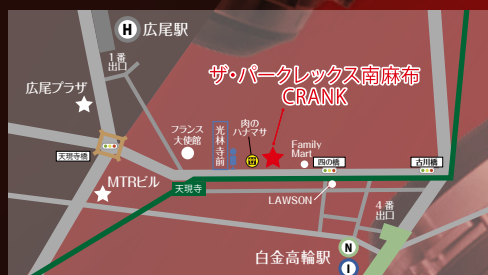 H 広尾駅
1番
出口
広尾プラザ
ザ・パークレックス南麻布
CRANK
フランス
大使館
光林寺前
肉の
ハナマサ
Family
Mart
四の橋
古川橋
天現寺橋
MTRビル
天現寺
LAWSON
4番
出口
白金高輪駅
N
I